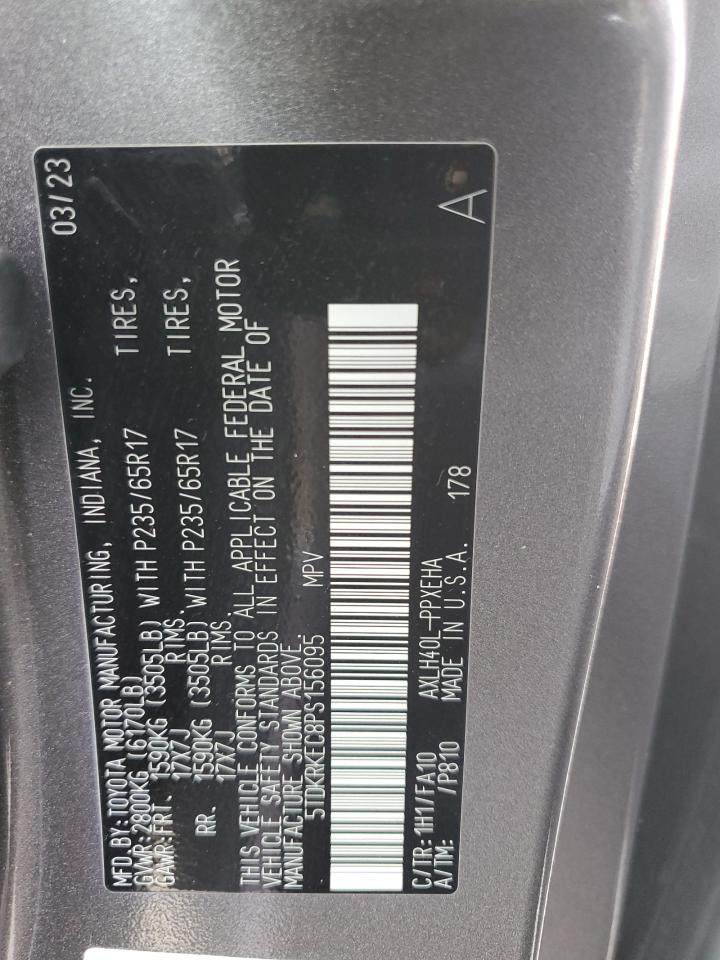 MFD.BY:TOYOTA MOTOR MANUFACTURING, INDIANA, INC. 03/23
GVWR:2800KG (6170LB)
GAWR:FRT. 1590KG (3505LB) WITH P235/65R17 TIRES,
17X7J RIMS.
RR. 1590KG (3505LB) WITH P235/65R17 TIRES,
17X7J RIMS.
THIS VEHICLE CONFORMS TO ALL APPLICABLE FEDERAL MOTOR
VEHICLE SAFETY STANDARDS IN EFFECT ON THE DATE OF
MANUFACTURE SHOWN ABOVE.
5TDKRKEC8PS156095 MPV
C/TR:1H1/FA10 AXLH40L-PPXEHA
A/TM: /P810 MADE IN U.S.A. 178 A